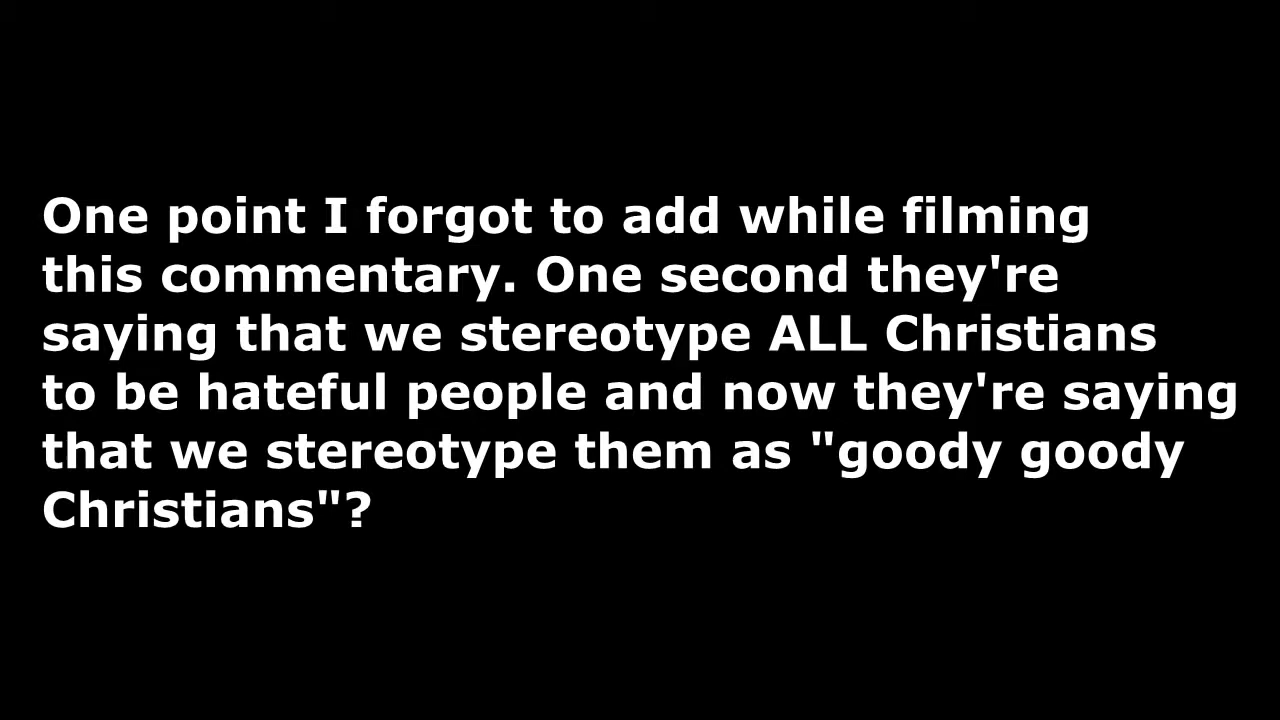 One point I forgot to add while filming
this commentary. One second they're
saying that we stereotype ALL Christians
to be hateful people and now they're saying
that we stereotype them as "goody goody
Christians"?